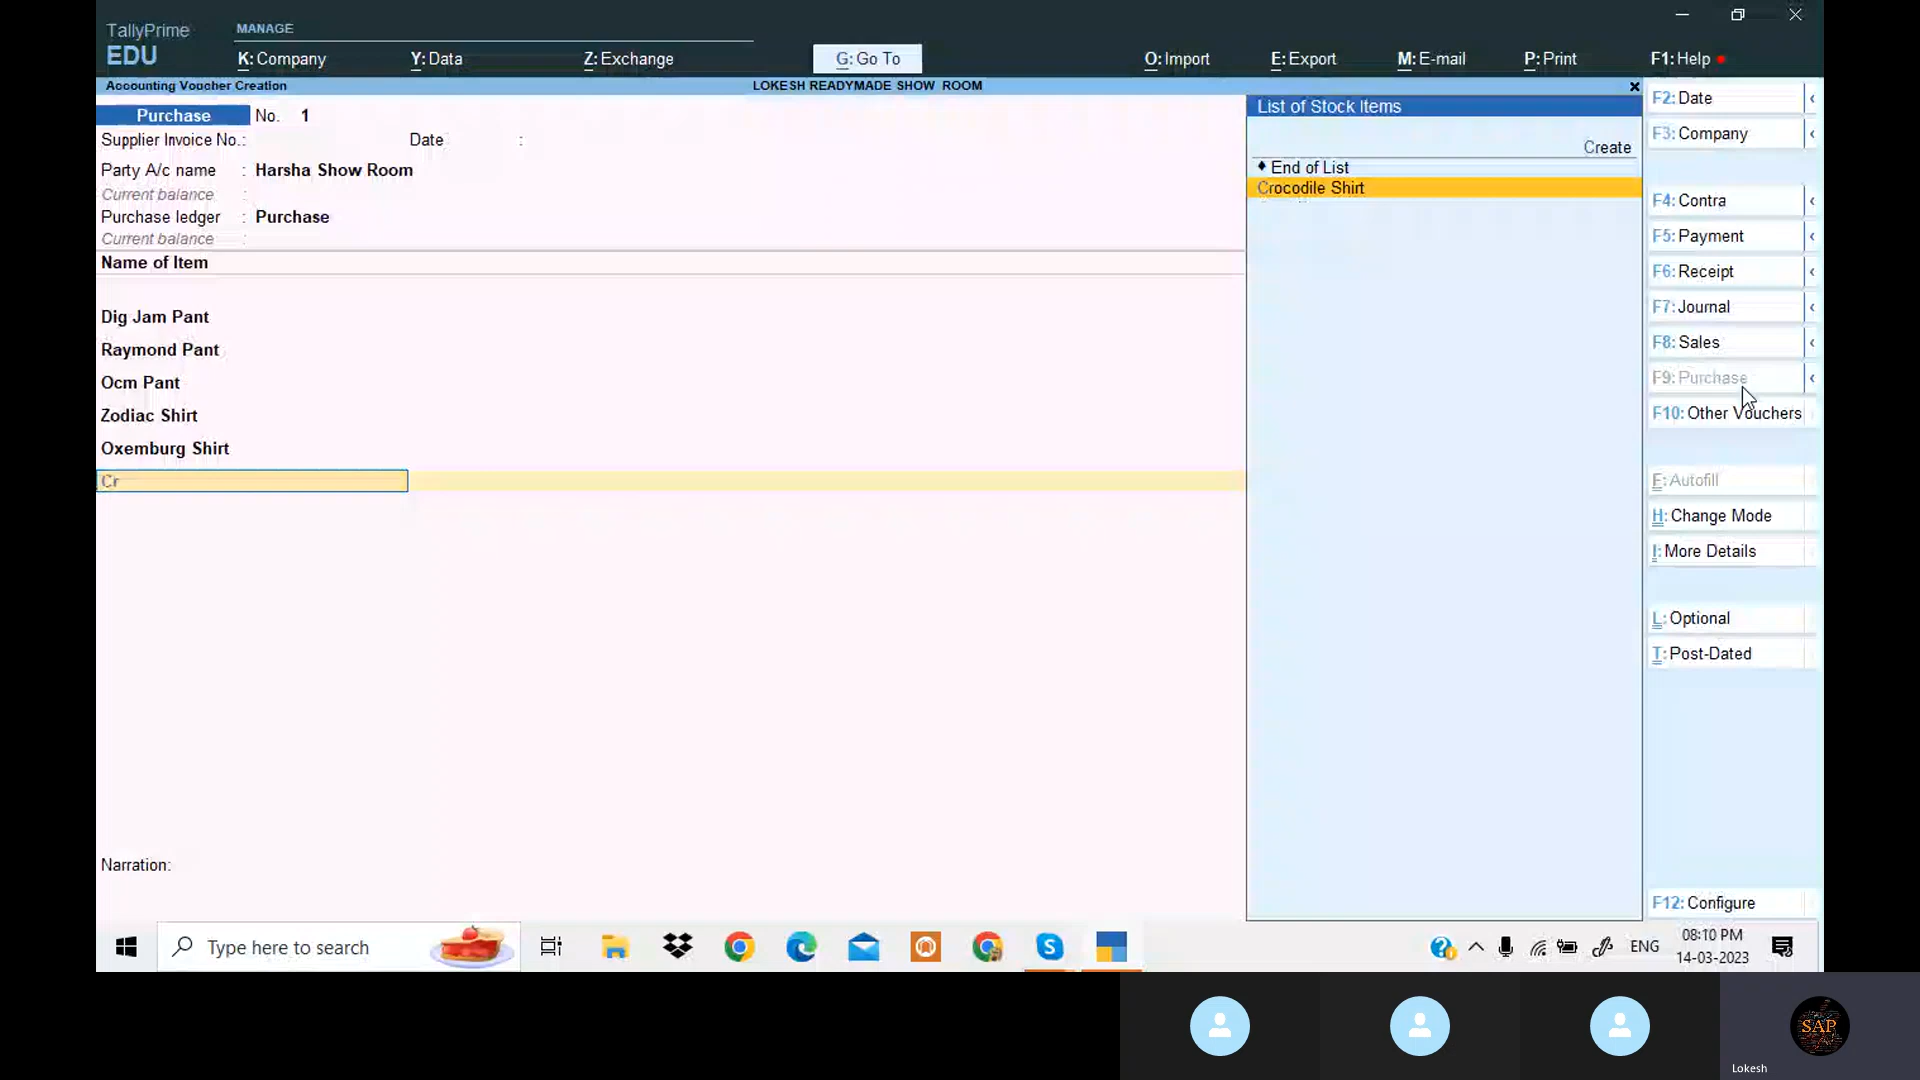 TallyPrime
EDU
MANAGE
K: Company
Y: Data
Z: Exchange
G: Go To
O: Import
E: Export
M: E-mail
P: Print
F1: Help
Accounting Voucher Creation
LOKESH READYMADE SHOW ROOM
Purchase No. 1
Supplier Invoice No.: Date :
Party A/c name : Harsha Show Room
Current balance :
Purchase ledger : Purchase
Current balance :
Name of Item
Dig Jam Pant
Raymond Pant
Ocm Pant
Zodiac Shirt
Oxemburg Shirt
Cr
Narration:
List of Stock Items
Create
♦ End of List
Crocodile Shirt
F2: Date
F3: Company
F4: Contra
F5: Payment
F6: Receipt
F7: Journal
F8: Sales
F9: Purchase
F10: Other Vouchers
E: Autofill
H: Change Mode
I: More Details
L: Optional
T: Post-Dated
F12: Configure
Type here to search
ENG
08:10 PM
14-03-2023
SAP
Lokesh